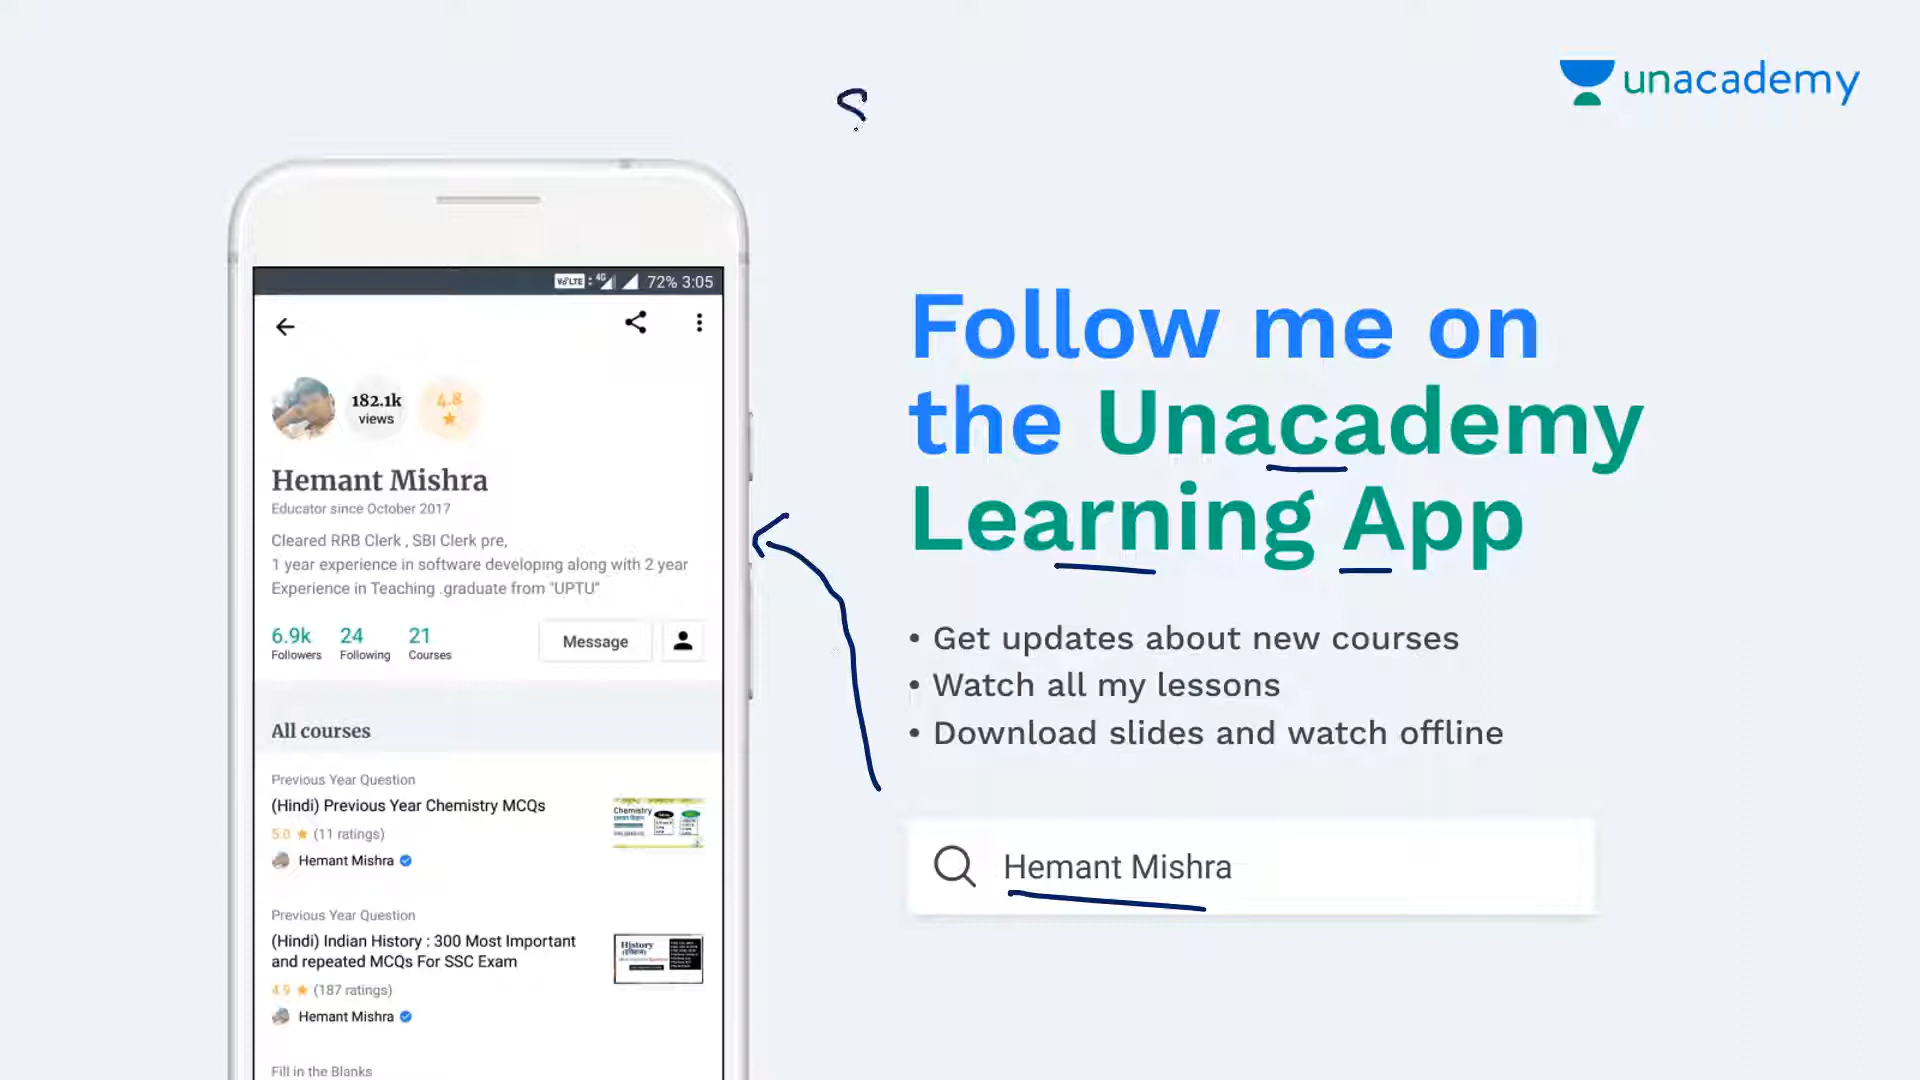 unacademy
VoLTE 4G 72% 3:05
182.1k
views
4.8
Hemant Mishra
Educator since October 2017
Cleared RRB Clerk , SBI Clerk pre,
1 year experience in software developing along with 2 year
Experience in Teaching .graduate from "UPTU"
6.9k 24 21
Followers Following Courses
Message
All courses
Previous Year Question
(Hindi) Previous Year Chemistry MCQs
5.0 ★ (11 ratings)
Hemant Mishra
Chemistry
Previous Year Question
(Hindi) Indian History : 300 Most Important
and repeated MCQs For SSC Exam
4.9 ★ (187 ratings)
Hemant Mishra
History
Fill in the Blanks
Follow me on
the Unacademy
Learning App
• Get updates about new courses
• Watch all my lessons
• Download slides and watch offline
Hemant Mishra